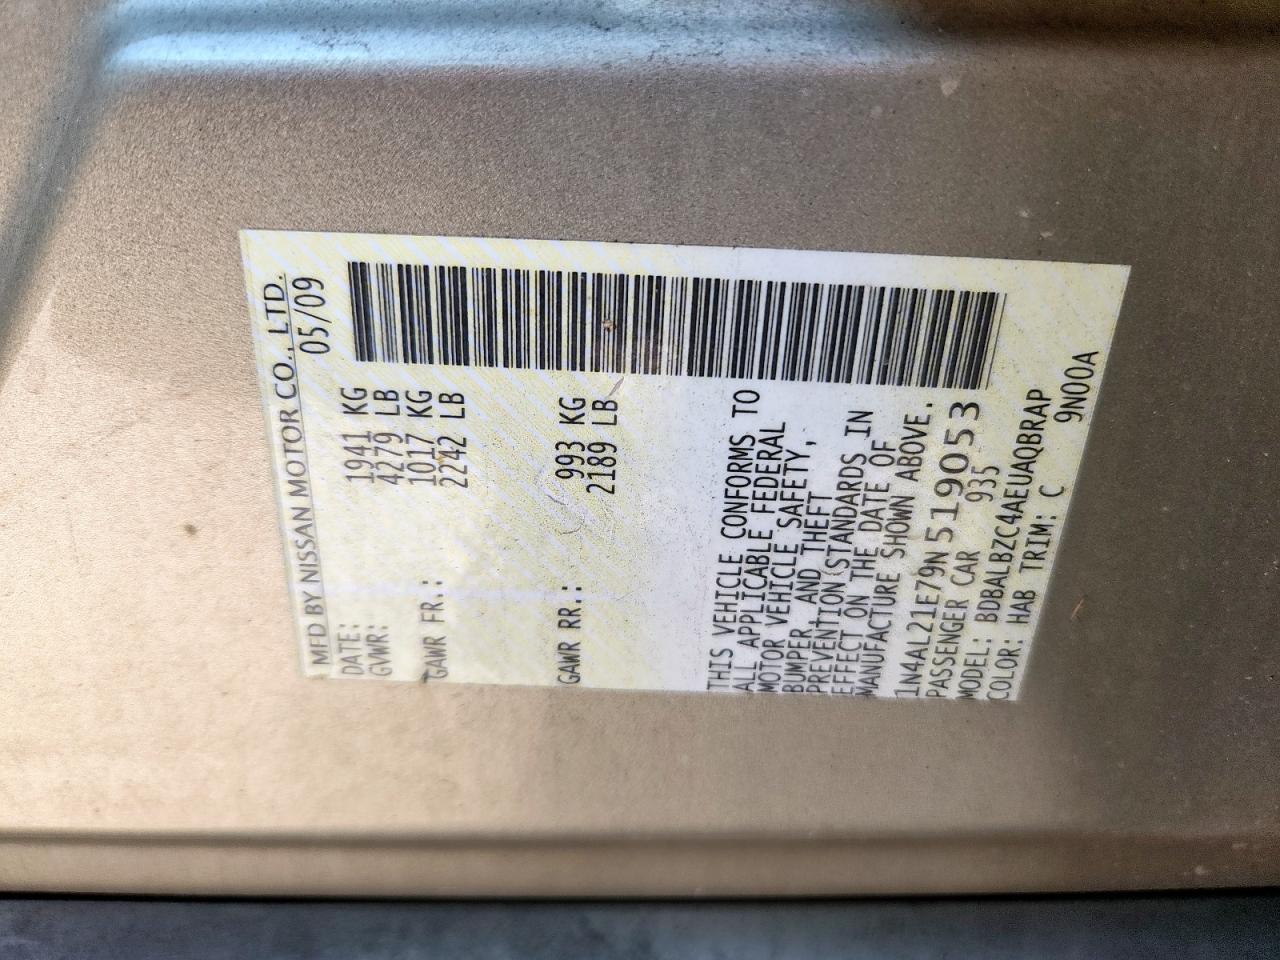 MFD BY NISSAN MOTOR CO., LTD.
DATE: 05/09
GVWR: 1941 KG
4279 LB
GAWR FR.: 1017 KG
2242 LB
GAWR RR.: 993 KG
2189 LB
THIS VEHICLE CONFORMS TO
ALL APPLICABLE FEDERAL
MOTOR VEHICLE SAFETY,
BUMPER, AND THEFT
PREVENTION STANDARDS IN
EFFECT ON THE DATE OF
MANUFACTURE SHOWN ABOVE.
1N4AL21E79N519053
PASSENGER CAR 935
MODEL: BDBALBZC4AEUAQBRAP
COLOR: HAB TRIM: C 9N00A